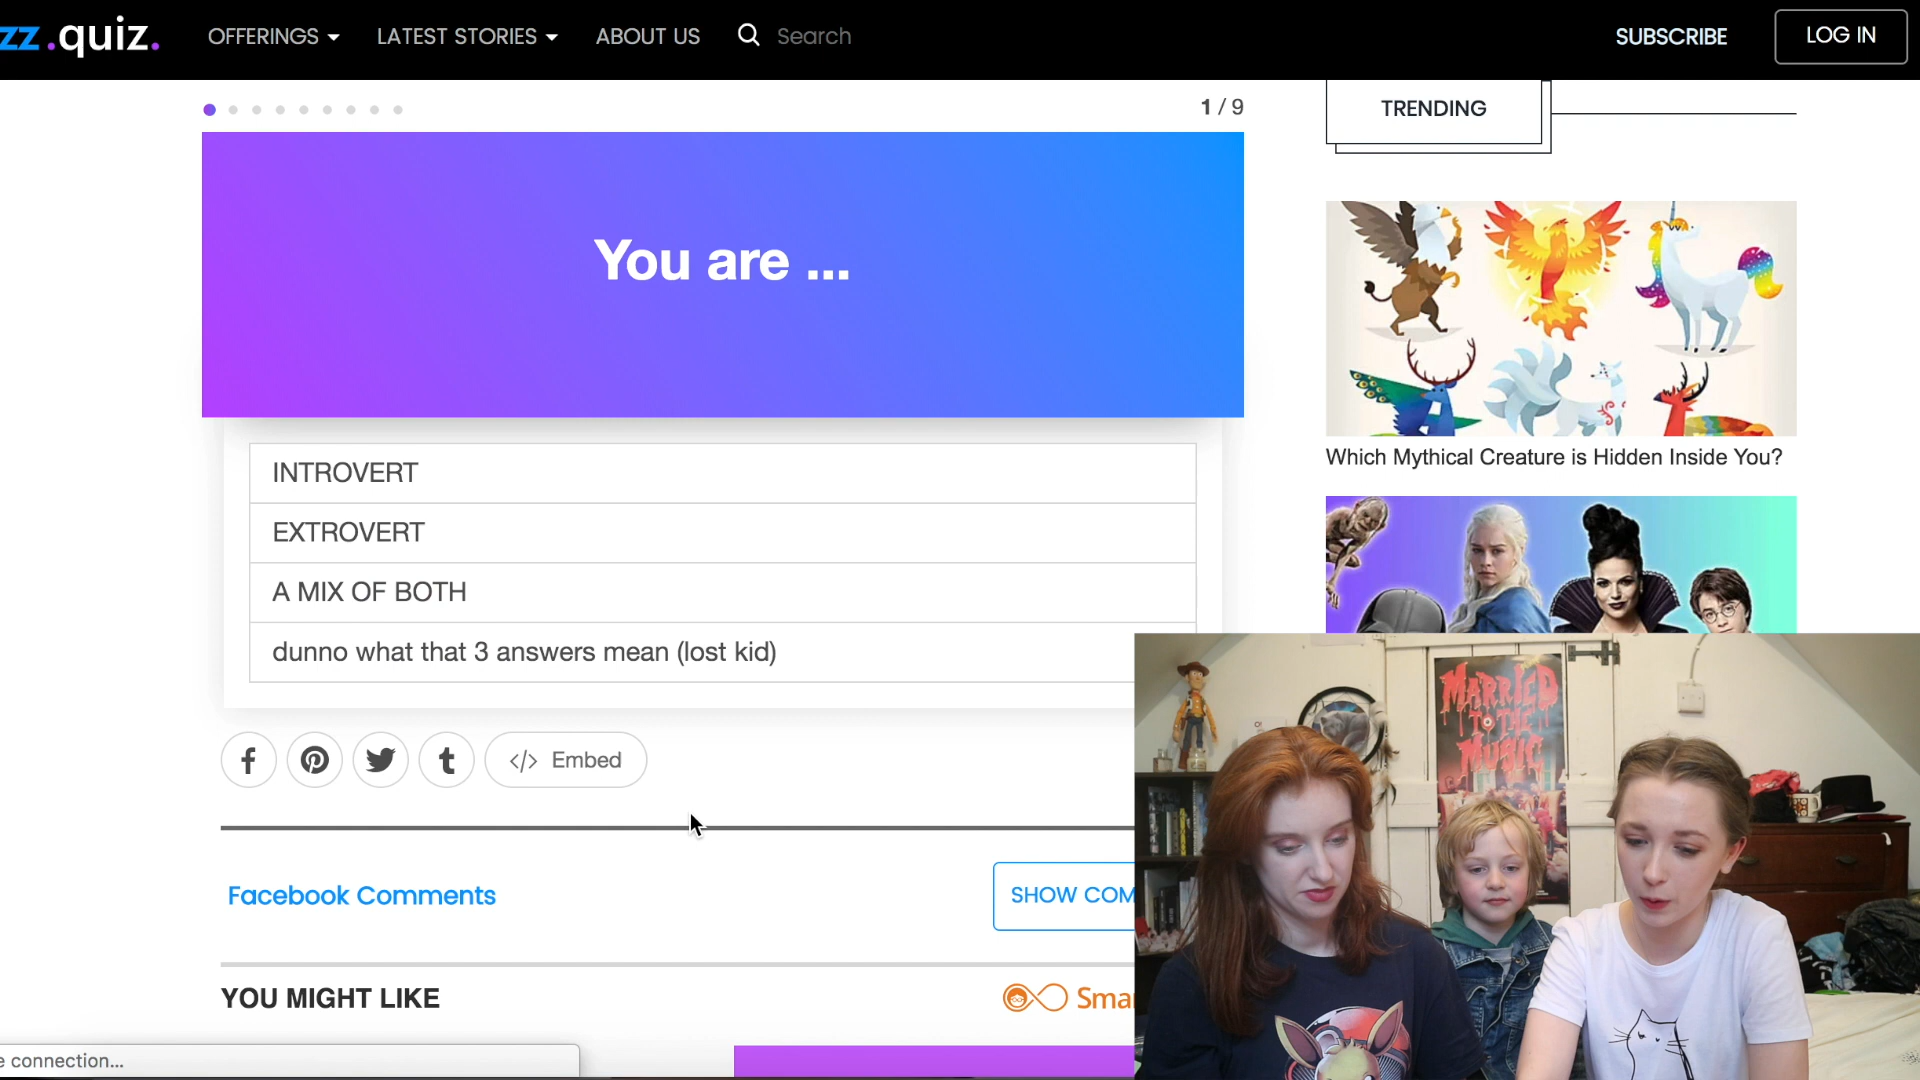 zz.quiz.
OFFERINGS
LATEST STORIES
ABOUT US
Search
SUBSCRIBE
LOG IN
1 / 9
TRENDING
You are ...
Which Mythical Creature is Hidden Inside You?
INTROVERT
EXTROVERT
A MIX OF BOTH
dunno what that 3 answers mean (lost kid)
</> Embed
MARRIED
TO THE
MUSIC
Facebook Comments
SHOW COM
YOU MIGHT LIKE
Smar
e connection...